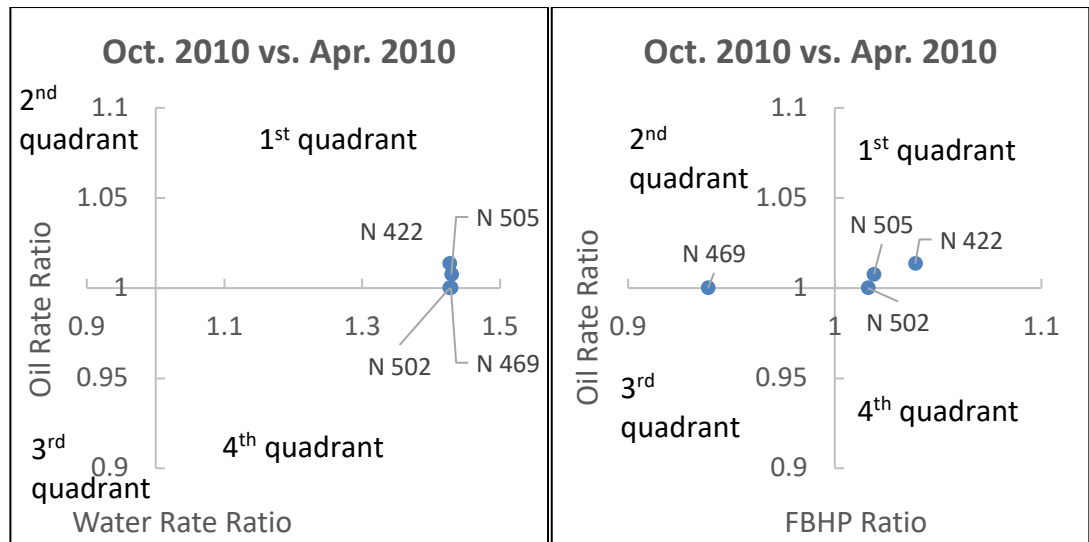 Oct. 2010 vs. Apr. 2010
2nd
quadrant
1.1
1st quadrant
1.05
N 505
N 422
Oil Rate Ratio
1
0.9
1.1
1.3
1.5
N 502
N 469
0.95
3rd
quadrant
4th quadrant
0.9
Water Rate Ratio
Oct. 2010 vs. Apr. 2010
1.1
2nd
quadrant
1st quadrant
1.05
N 505
N 422
N 469
Oil Rate Ratio
1
0.9
1
1.1
N 502
0.95
3rd
quadrant
4th quadrant
0.9
FBHP Ratio